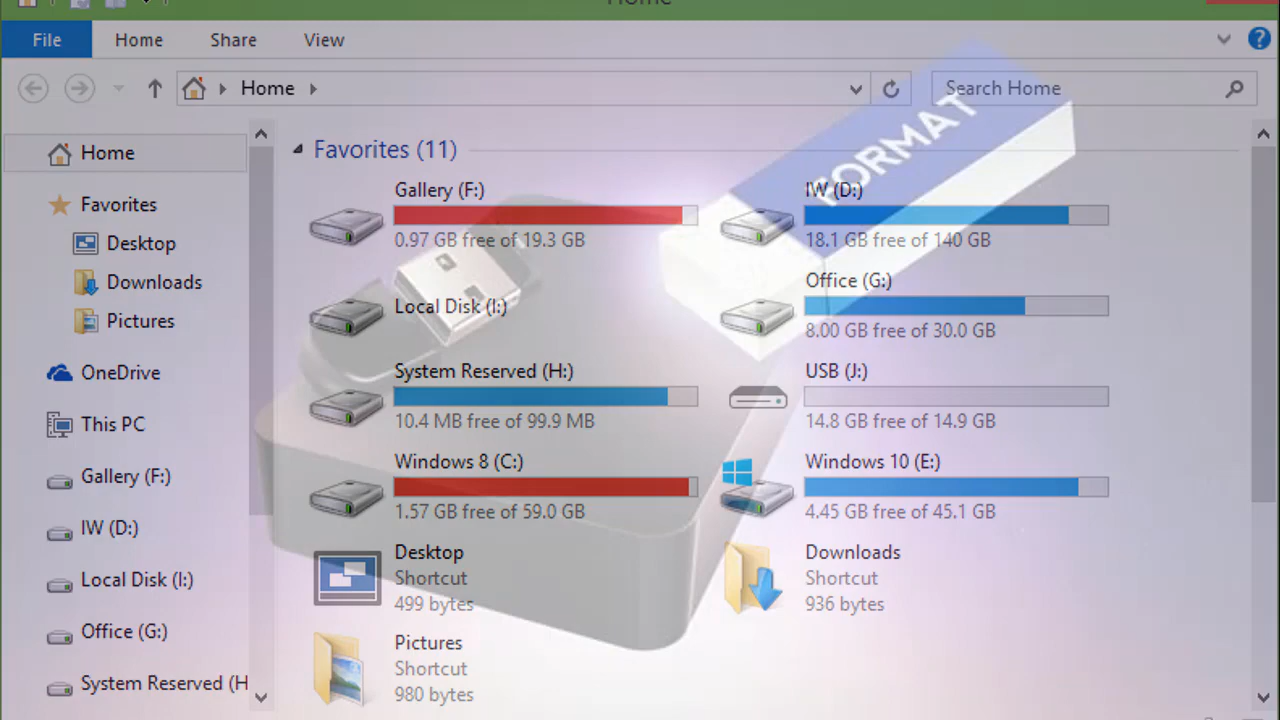 Home
File
Home
Share
View
Home
Search Home
FORMAT
Home
Favorites
Desktop
Downloads
Pictures
OneDrive
This PC
Gallery (F:)
IW (D:)
Local Disk (I:)
Office (G:)
System Reserved (H
Favorites (11)
Gallery (F:)
0.97 GB free of 19.3 GB
IW (D:)
18.1 GB free of 140 GB
Local Disk (I:)
Office (G:)
8.00 GB free of 30.0 GB
System Reserved (H:)
10.4 MB free of 99.9 MB
USB (J:)
14.8 GB free of 14.9 GB
Windows 8 (C:)
1.57 GB free of 59.0 GB
Windows 10 (E:)
4.45 GB free of 45.1 GB
Desktop
Shortcut
499 bytes
Downloads
Shortcut
936 bytes
Pictures
Shortcut
980 bytes